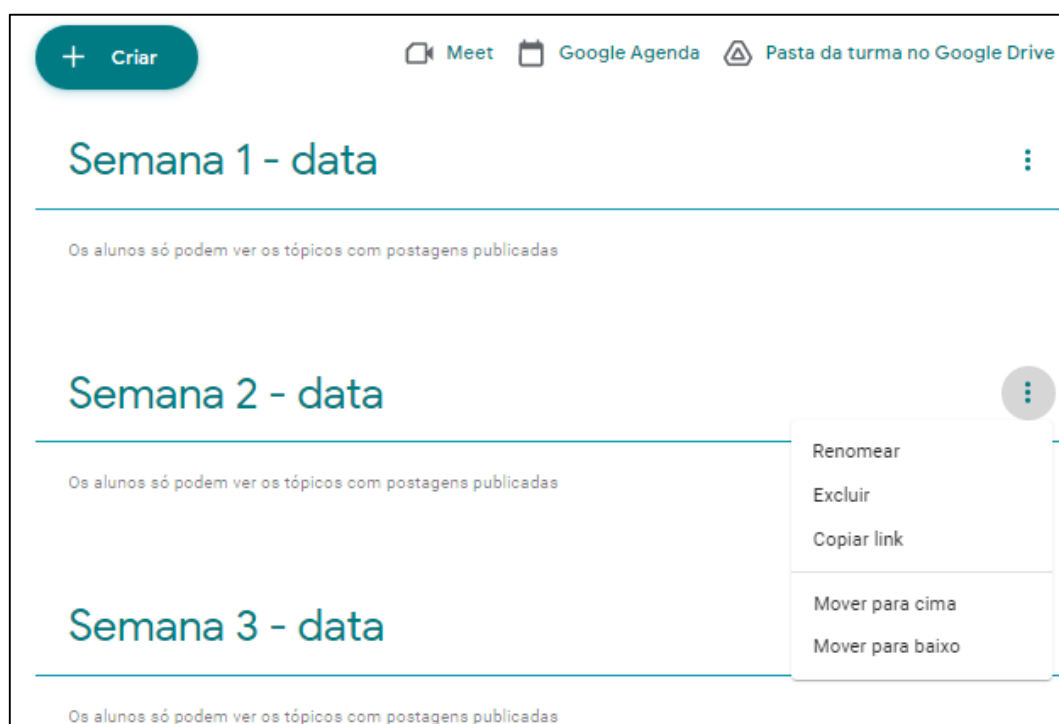 + Criar Meet Google Agenda Pasta da turma no Google Drive
Semana 1 - data
Os alunos só podem ver os tópicos com postagens publicadas
Semana 2 - data
Renomear
Os alunos só podem ver os tópicos com postagens publicadas
Excluir
Copiar link
Mover para cima
Semana 3 - data
Mover para baixo
Os alunos só podem ver os tópicos com postagens publicadas